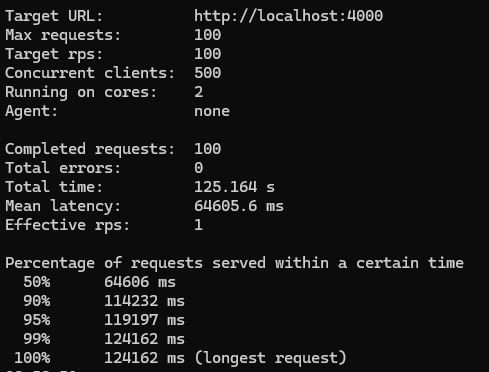 Target URL: http://localhost:4000
Max requests: 100
Target rps: 100
Concurrent clients: 500
Running on cores: 2
Agent: none
Completed requests: 100
Total errors: 0
Total time: 125.164 s
Mean latency: 64605.6 ms
Effective rps: 1
Percentage of requests served within a certain time
50% 64606 ms
90% 114232 ms
95% 119197 ms
99% 124162 ms
100% 124162 ms (longest request)